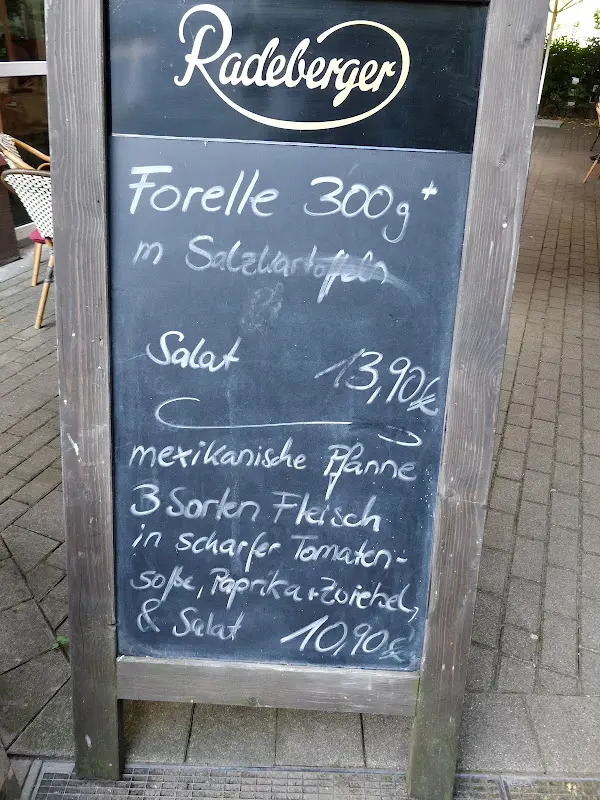 Radeberger
Forelle 300g+
m Salzkartoffeln
Salat 13,90€
mexikanische Pfanne
3 Sorten Fleisch
in scharfer Tomaten-
soße, Paprika+Zwiebel,
& Salat 10,90€